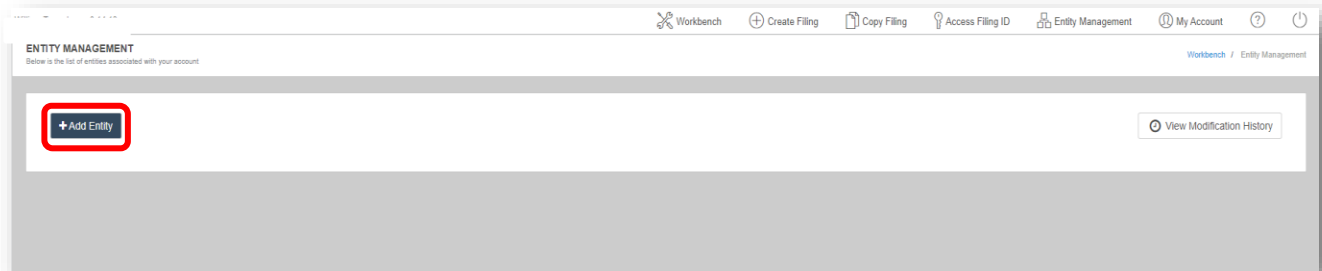 Workbench Create Filing Copy Filing Access Filing ID Entity Management My Account ?
ENTITY MANAGEMENT
Below is the list of entities associated with your account
Workbench / Entity Management
+ Add Entity
View Modification History